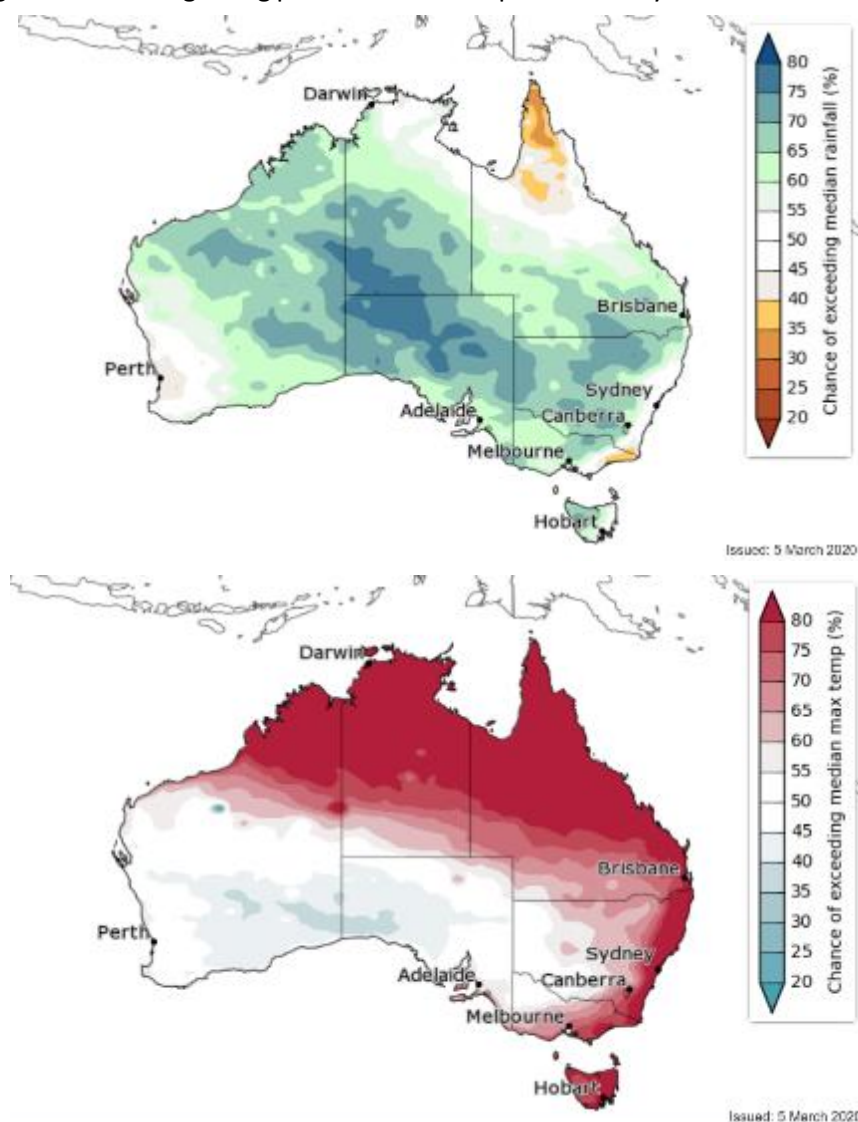 Darwin
Brisbane
Perth
Sydney
Adelaide
Canberra
Melbourne
Hobart
80
75
70
65
60
55
50
45
40
35
30
25
20
Chance of exceeding median rainfall (%)
Issued: 5 March 2020
Darwin
Brisbane
Perth
Sydney
Adelaide
Canberra
Melbourne
Hobart
80
75
70
65
60
55
50
45
40
35
30
25
20
Chance of exceeding median max temp (%)
Issued: 5 March 2020